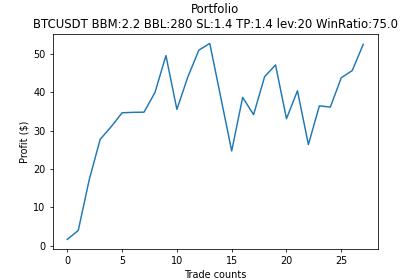 Portfolio
BTCUSDT BBM:2.2 BBL:280 SL:1.4 TP:1.4 lev:20 WinRatio:75.0
50
40
30
20
10
0
Profit ($)
0 5 10 15 20 25
Trade counts